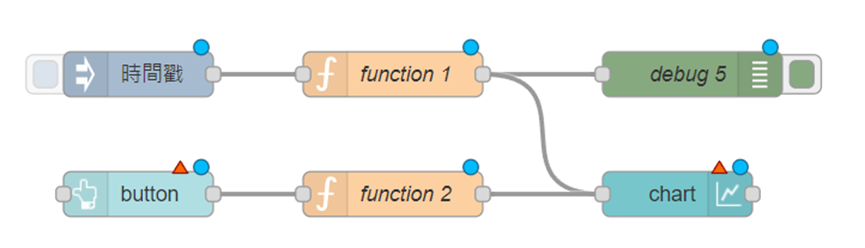 時間戳
function 1
debug 5
button
function 2
chart